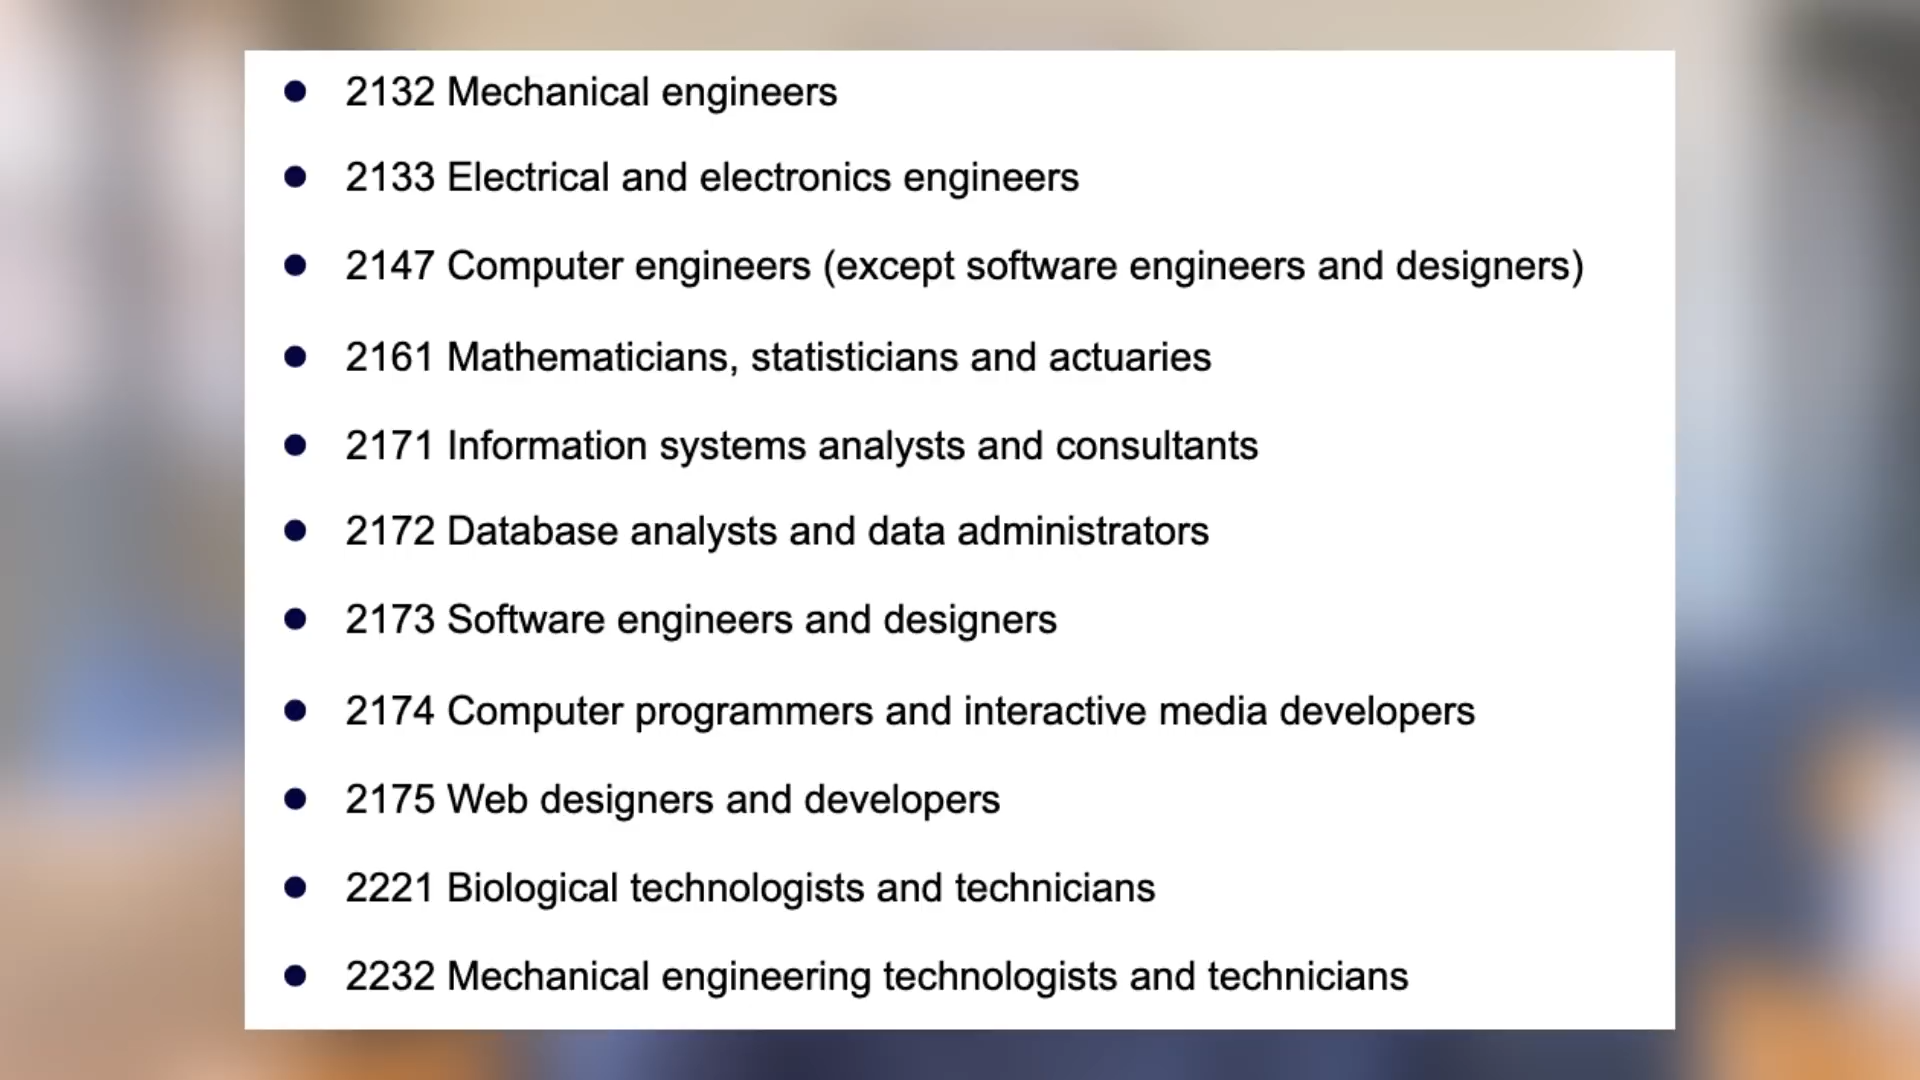 2132 Mechanical engineers
2133 Electrical and electronics engineers
2147 Computer engineers (except software engineers and designers)
2161 Mathematicians, statisticians and actuaries
2171 Information systems analysts and consultants
2172 Database analysts and data administrators
2173 Software engineers and designers
2174 Computer programmers and interactive media developers
2175 Web designers and developers
2221 Biological technologists and technicians
2232 Mechanical engineering technologists and technicians